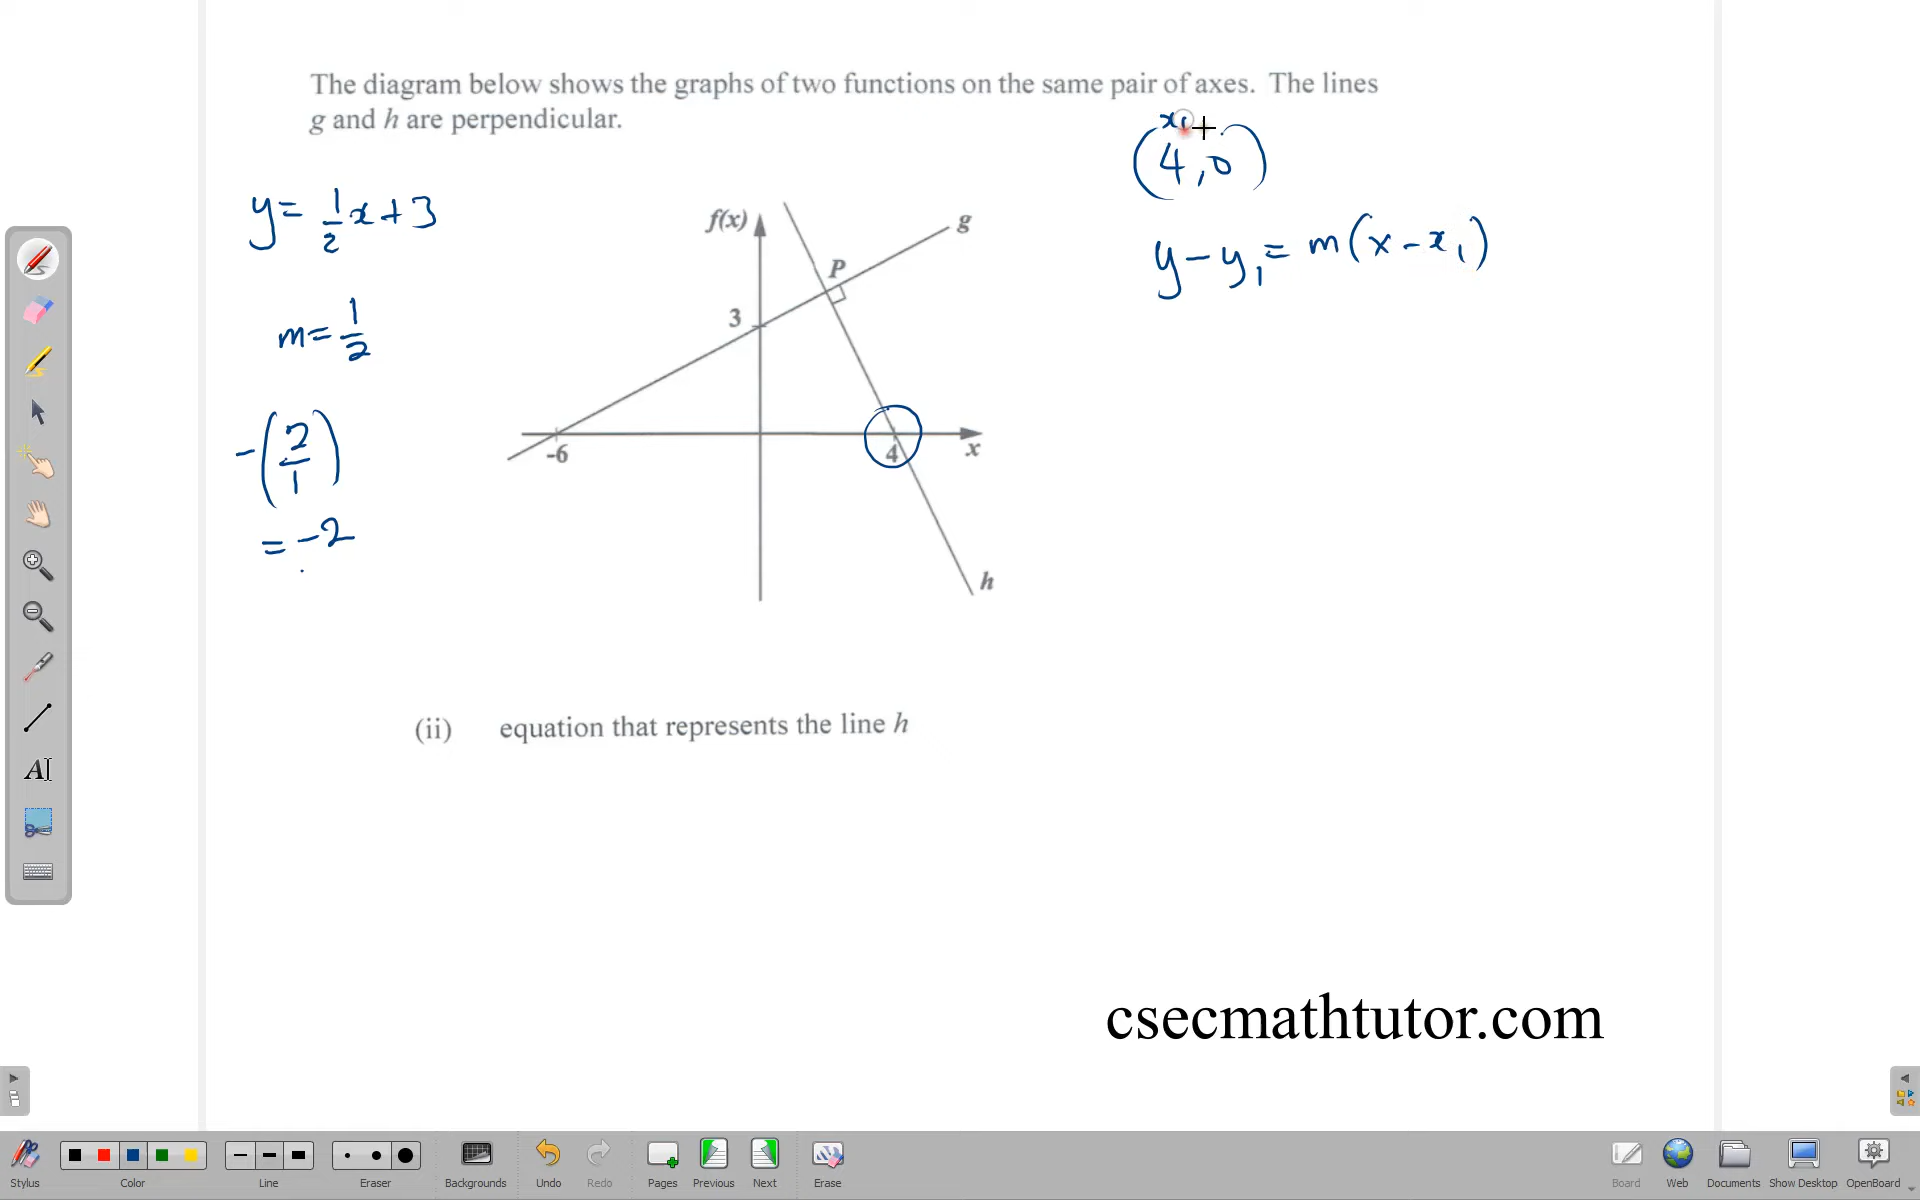 The diagram below shows the graphs of two functions on the same pair of axes. The lines
g and h are perpendicular.
x1
(4,0)
y = 1/2 x + 3
y - y1 = m(x - x1)
m = 1/2
-(2/1)
= -2
f(x)
g
P
3
-6
4
x
h
(ii) equation that represents the line h
csecmathtutor.com
AI
Stylus
Color
Line
Eraser
Backgrounds
Undo
Redo
Pages
Previous
Next
Erase
Board
Web
Documents
Show Desktop
OpenBoard